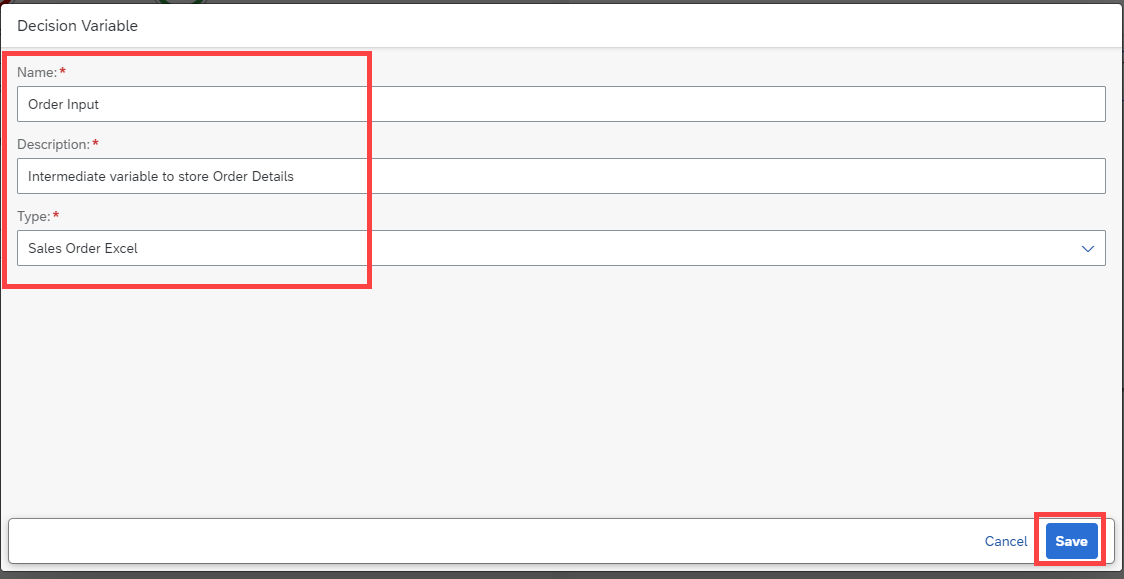 Decision Variable
Name:*
Order Input
Description:*
Intermediate variable to store Order Details
Type:*
Sales Order Excel
Cancel Save